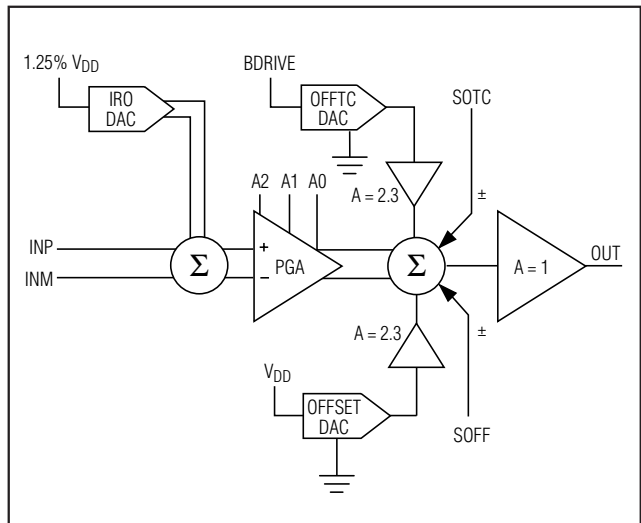 1.25% VDD
IRO
DAC
BDRIVE
OFFTC
DAC
SOTC
±
A = 2.3
A2 A1 A0
INP
INM
Σ
+
−
PGA
Σ
A = 1
OUT
A = 2.3
±
VDD
OFFSET
DAC
SOFF